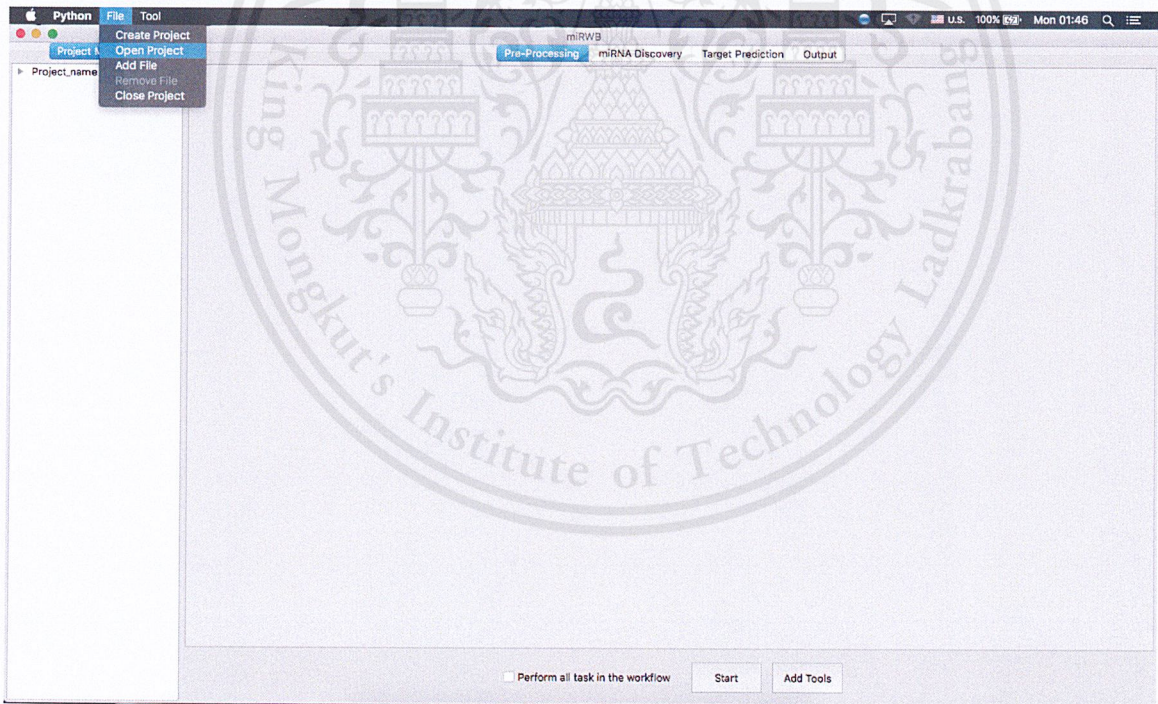 Python File Tool U.S. 100% Mon 01:46
Create Project
Open Project
Add File
Remove File
Close Project
miRWB
Project M
Pre-Processing miRNA Discovery Target Prediction Output
Project_name
King Mongkut's Institute of Technology Ladkrabang
Perform all task in the workflow Start Add Tools